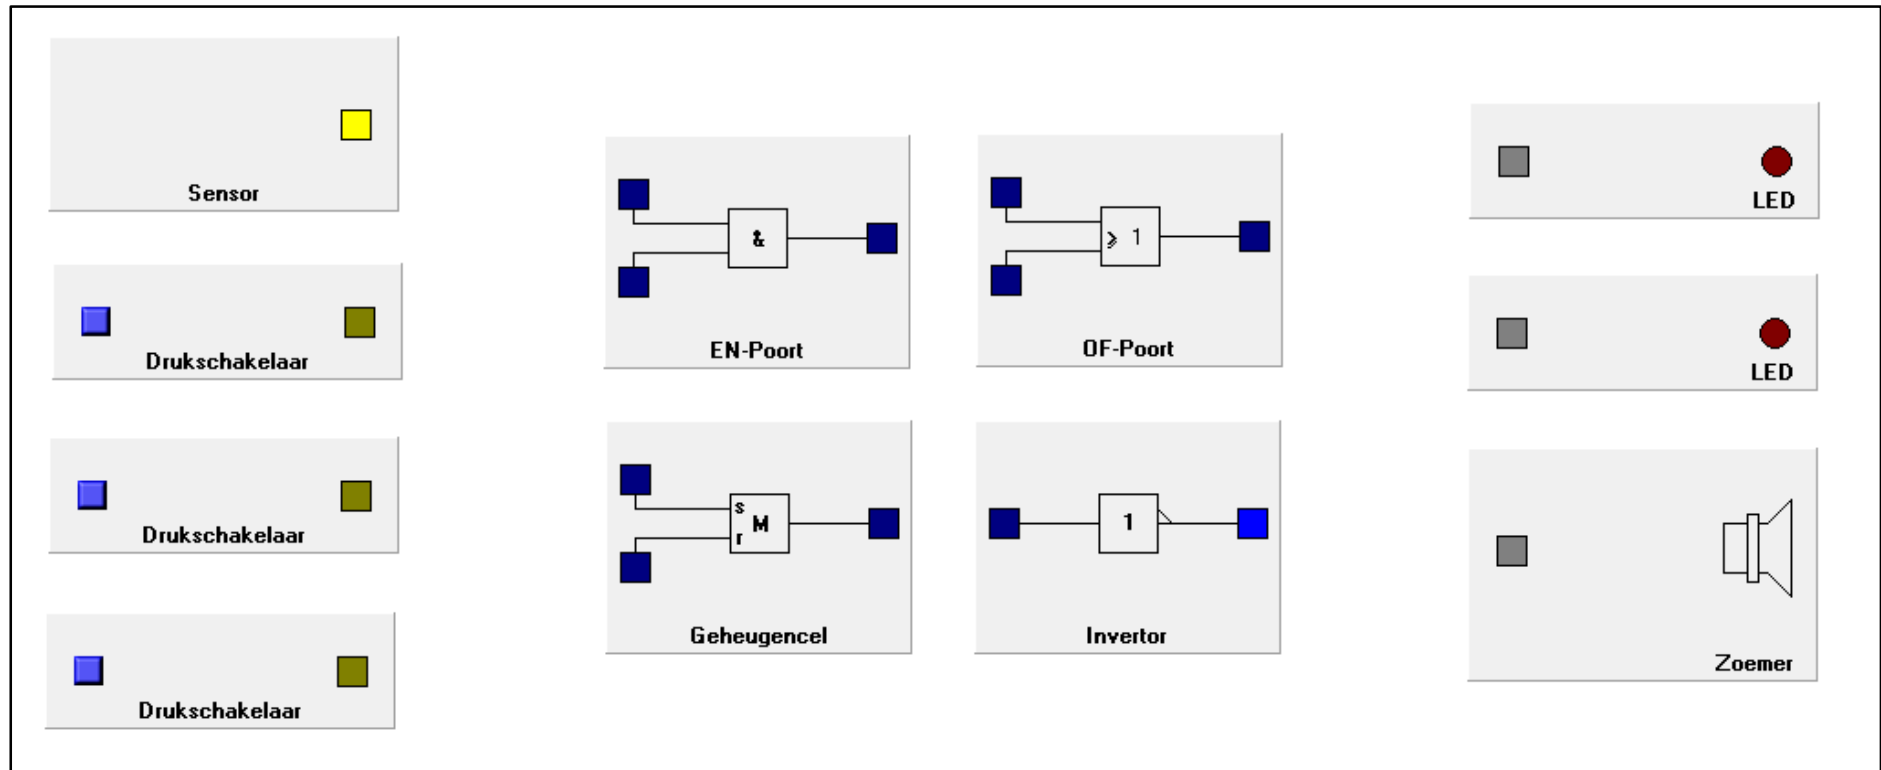 Sensor
Drukschakelaar
Drukschakelaar
Drukschakelaar
&
EN-Poort
≥ 1
OF-Poort
s
M
r
Geheugencel
1
Invertor
LED
LED
Zoemer